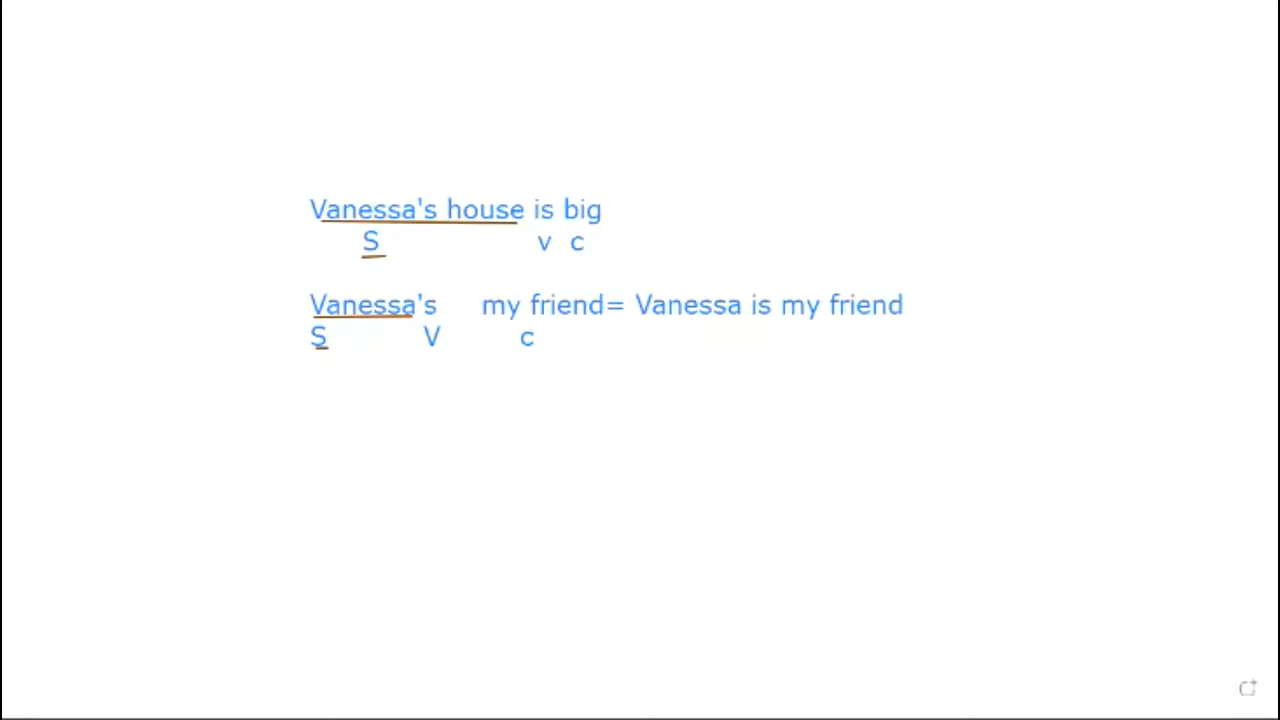 Vanessa's house is big
S v c
Vanessa's my friend= Vanessa is my friend
S V c